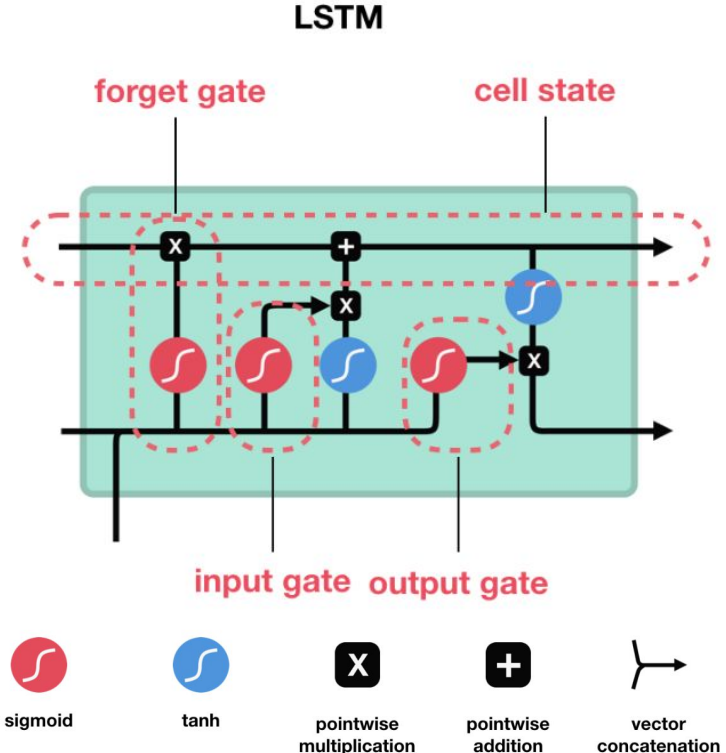 LSTM
forget gate
cell state
X
+
X
X
input gate
output gate
X
+
sigmoid
tanh
pointwise
multiplication
pointwise
addition
vector
concatenation